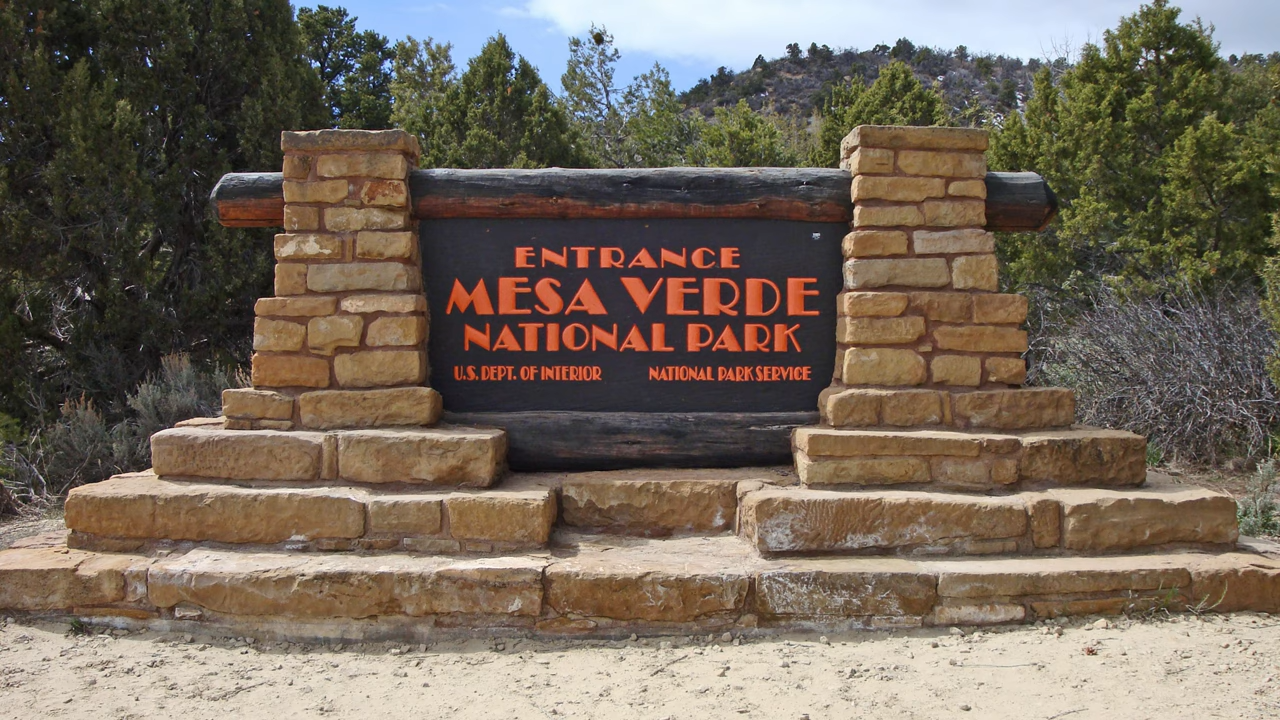 ENTRANCE
MESA VERDE
NATIONAL PARK
U.S. DEPT. OF INTERIOR NATIONAL PARK SERVICE